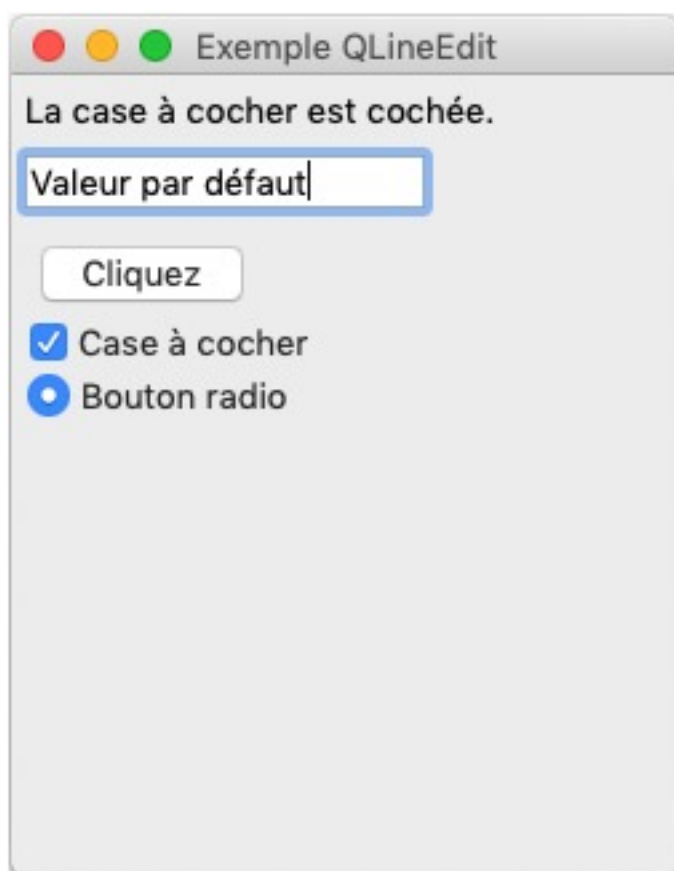 Exemple QLineEdit
La case à cocher est cochée.
Valeur par défaut
Cliquez
Case à cocher
Bouton radio